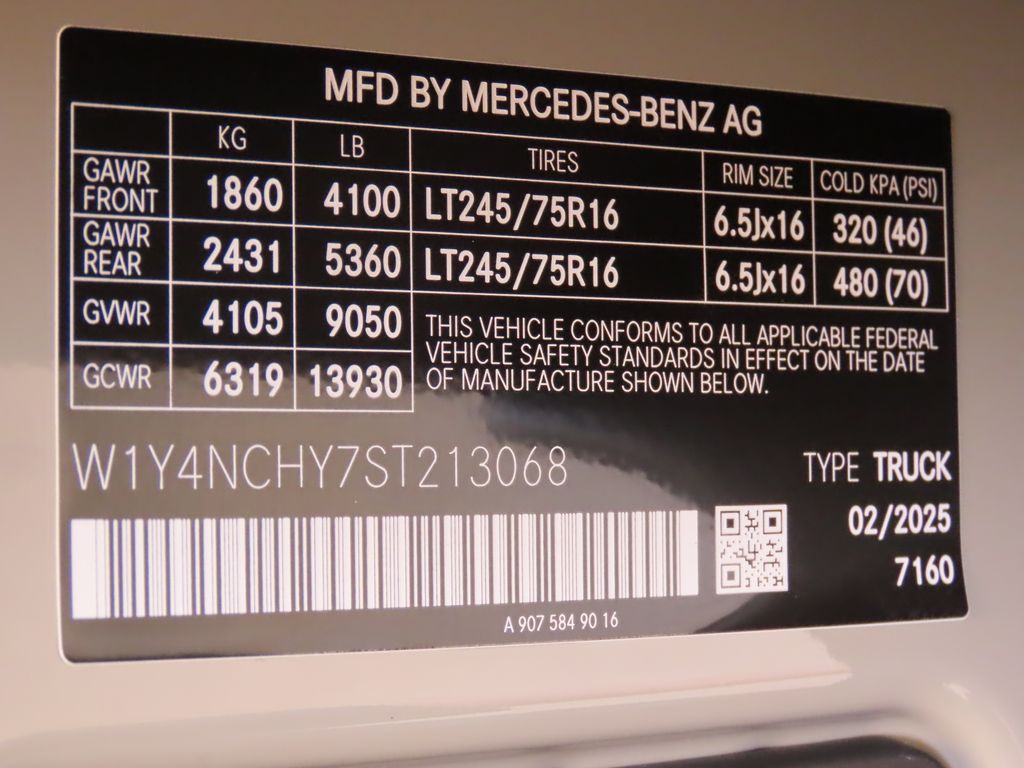 MFD BY MERCEDES-BENZ AG
KG LB TIRES RIM SIZE COLD KPA (PSI)
GAWR FRONT 1860 4100 LT245/75R16 6.5Jx16 320 (46)
GAWR REAR 2431 5360 LT245/75R16 6.5Jx16 480 (70)
GVWR 4105 9050
GCWR 6319 13930
THIS VEHICLE CONFORMS TO ALL APPLICABLE FEDERAL
VEHICLE SAFETY STANDARDS IN EFFECT ON THE DATE
OF MANUFACTURE SHOWN BELOW.
W1Y4NCHY7ST213068
TYPE TRUCK
02/2025
7160
A 907 584 90 16